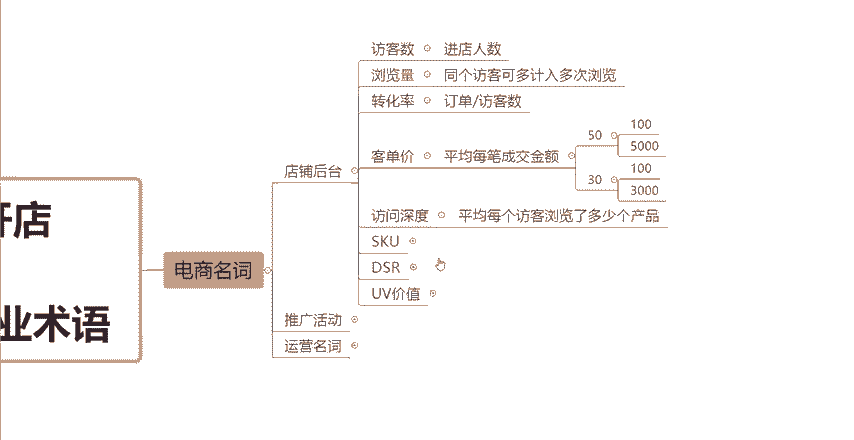 开店
业术语
电商名词
店铺后台
访客数 进店人数
浏览量 同个访客可多计入多次浏览
转化率 订单/访客数
客单价 平均每笔成交金额
50
100
5000
30
100
3000
访问深度 平均每个访客浏览了多少个产品
SKU
DSR
UV价值
推广活动
运营名词